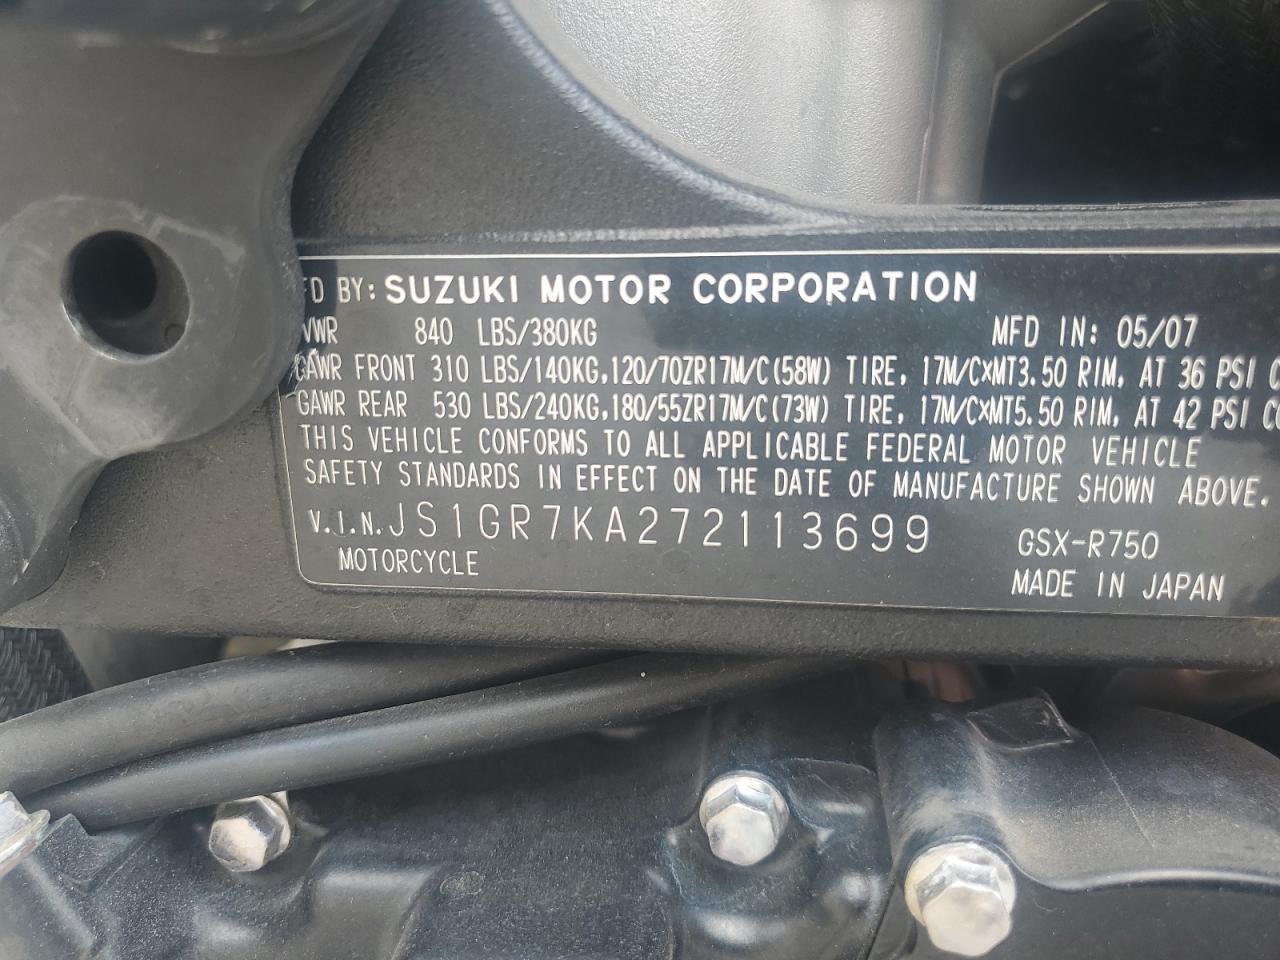 FD BY: SUZUKI MOTOR CORPORATION
VWR 840 LBS/380KG MFD IN: 05/07
GAWR FRONT 310 LBS/140KG,120/70ZR17M/C(58W) TIRE, 17M/C×MT3.50 RIM, AT 36 PSI C
GAWR REAR 530 LBS/240KG,180/55ZR17M/C(73W) TIRE, 17M/C×MT5.50 RIM, AT 42 PSI CO
THIS VEHICLE CONFORMS TO ALL APPLICABLE FEDERAL MOTOR VEHICLE
SAFETY STANDARDS IN EFFECT ON THE DATE OF MANUFACTURE SHOWN ABOVE.
V.I.N. JS1GR7KA272113699 GSX-R750
MOTORCYCLE MADE IN JAPAN